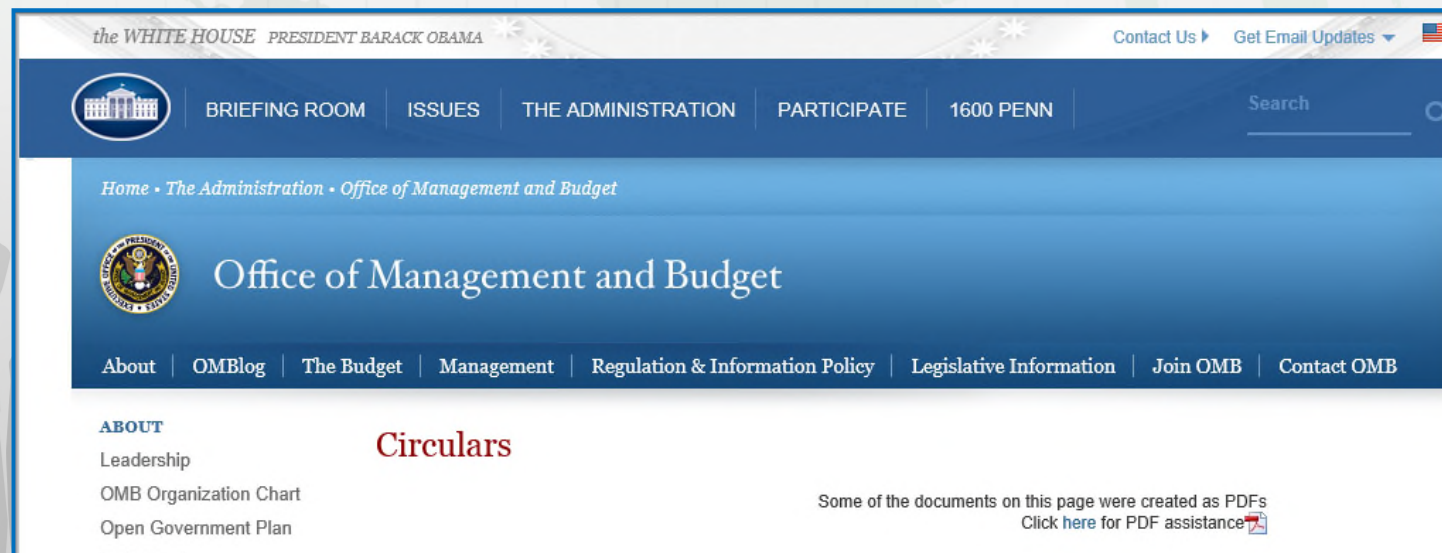 the WHITE HOUSE PRESIDENT BARACK OBAMA Contact Us Get Email Updates
BRIEFING ROOM ISSUES THE ADMINISTRATION PARTICIPATE 1600 PENN Search
Home • The Administration • Office of Management and Budget
Office of Management and Budget
About OMBlog The Budget Management Regulation & Information Policy Legislative Information Join OMB Contact OMB
ABOUT
Leadership
OMB Organization Chart
Open Government Plan
Circulars
Some of the documents on this page were created as PDFs
Click here for PDF assistance